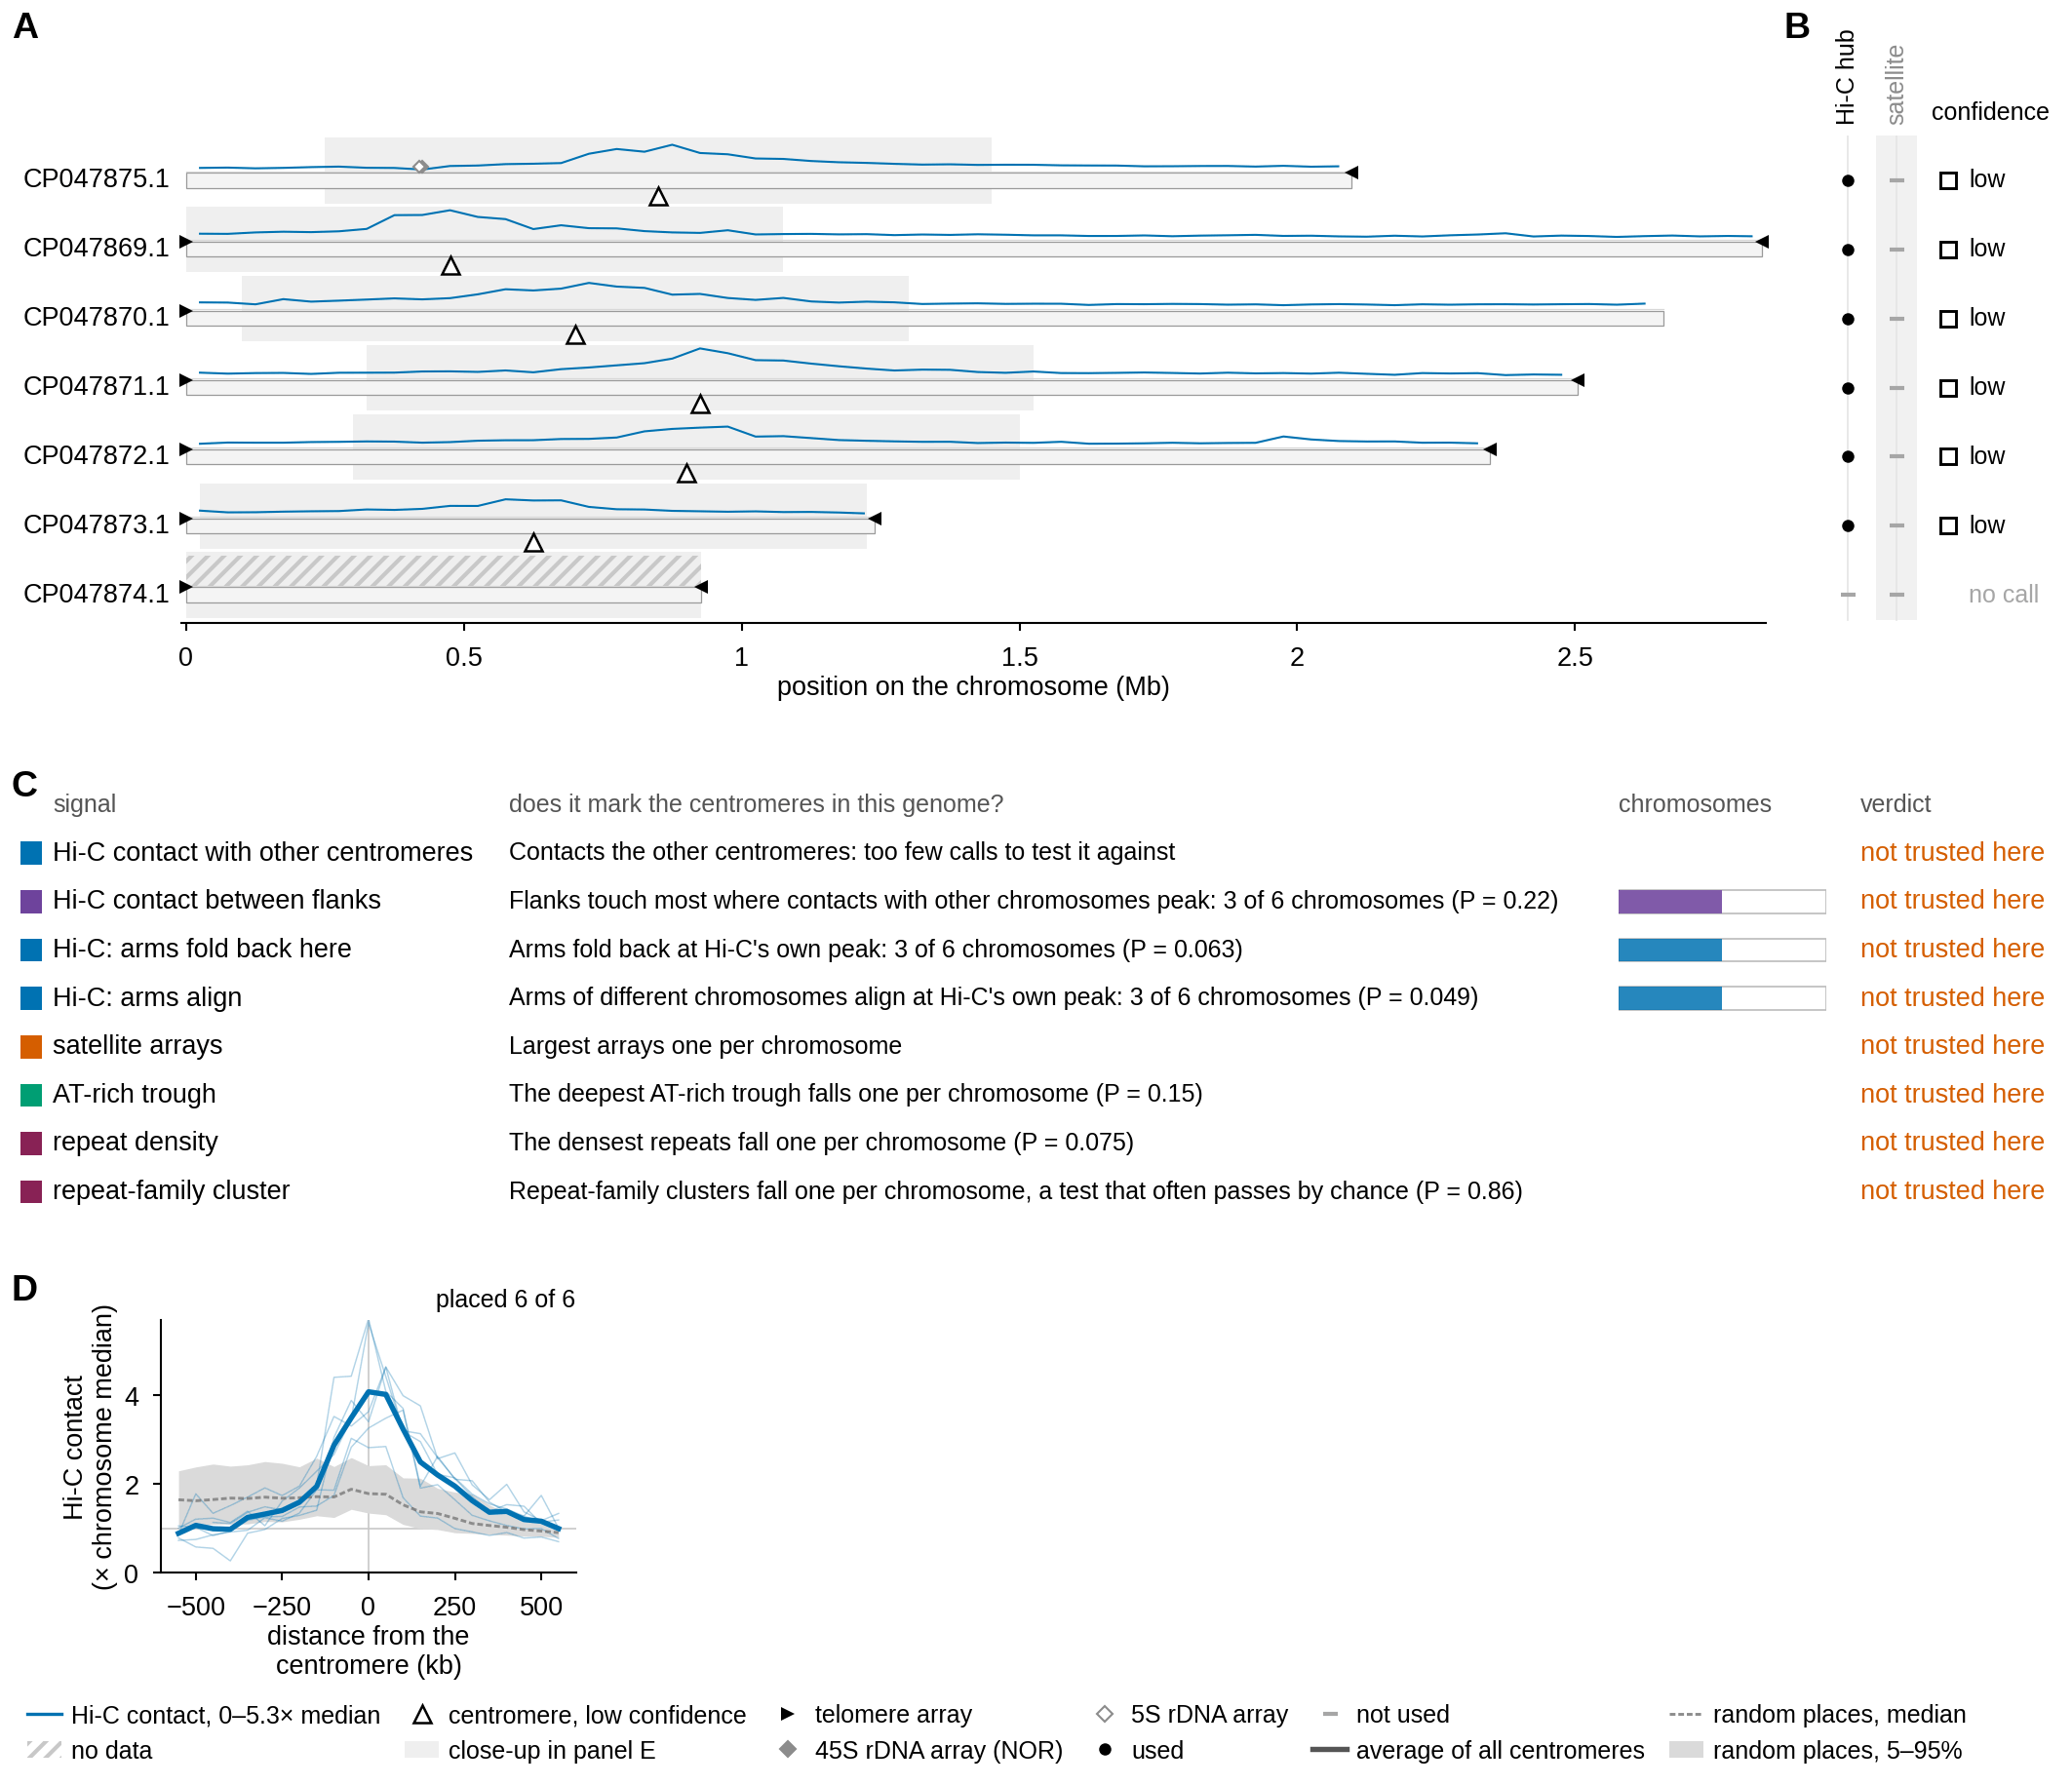 A
B
Hi-C hub
satellite
confidence
CP047875.1
low
CP047869.1
low
CP047870.1
low
CP047871.1
low
CP047872.1
low
CP047873.1
low
CP047874.1
no call
0 0.5 1 1.5 2 2.5
position on the chromosome (Mb)
C
signal does it mark the centromeres in this genome? chromosomes verdict
Hi-C contact with other centromeres Contacts the other centromeres: too few calls to test it against not trusted here
Hi-C contact between flanks Flanks touch most where contacts with other chromosomes peak: 3 of 6 chromosomes (P = 0.22) not trusted here
Hi-C: arms fold back here Arms fold back at Hi-C's own peak: 3 of 6 chromosomes (P = 0.063) not trusted here
Hi-C: arms align Arms of different chromosomes align at Hi-C's own peak: 3 of 6 chromosomes (P = 0.049) not trusted here
satellite arrays Largest arrays one per chromosome not trusted here
AT-rich trough The deepest AT-rich trough falls one per chromosome (P = 0.15) not trusted here
repeat density The densest repeats fall one per chromosome (P = 0.075) not trusted here
repeat-family cluster Repeat-family clusters fall one per chromosome, a test that often passes by chance (P = 0.86) not trusted here
D
placed 6 of 6
Hi-C contact
(× chromosome median)
4
2
0
−500 −250 0 250 500
distance from the
centromere (kb)
Hi-C contact, 0–5.3× median centromere, low confidence telomere array 5S rDNA array not used random places, median
no data close-up in panel E 45S rDNA array (NOR) used average of all centromeres random places, 5–95%